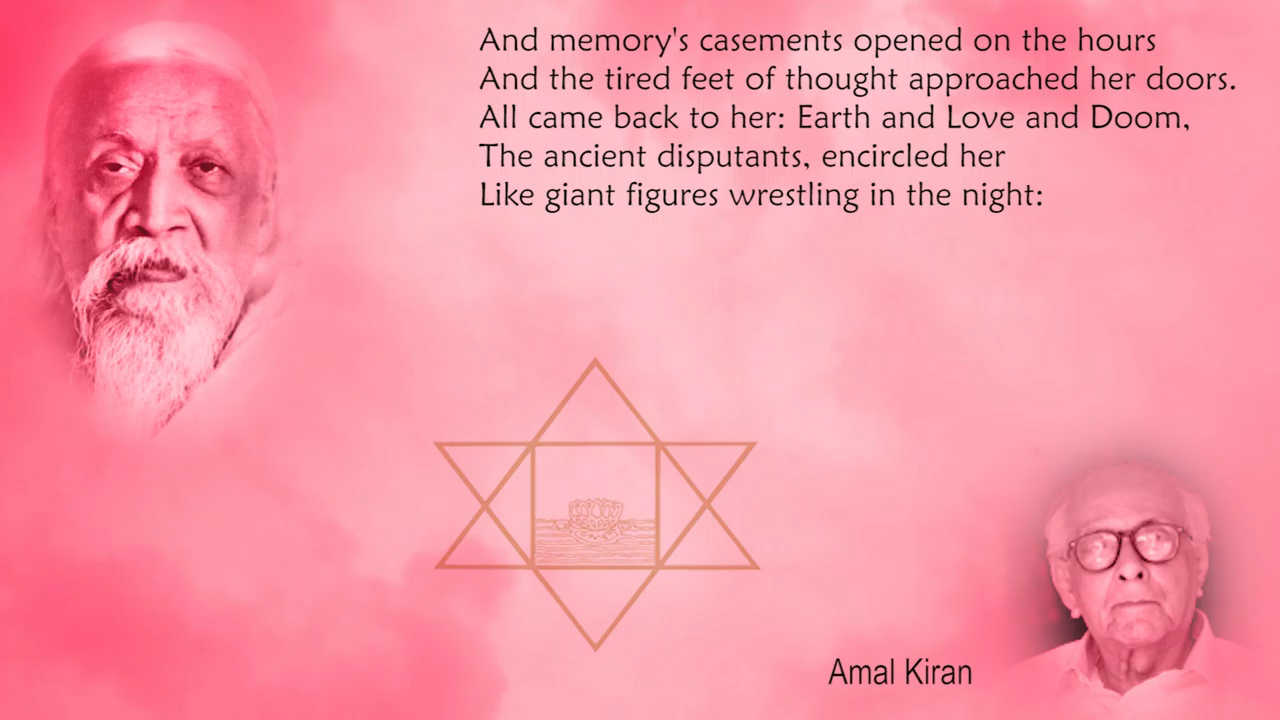 And memory's casements opened on the hours
And the tired feet of thought approached her doors.
All came back to her: Earth and Love and Doom,
The ancient disputants, encircled her
Like giant figures wrestling in the night:
Amal Kiran